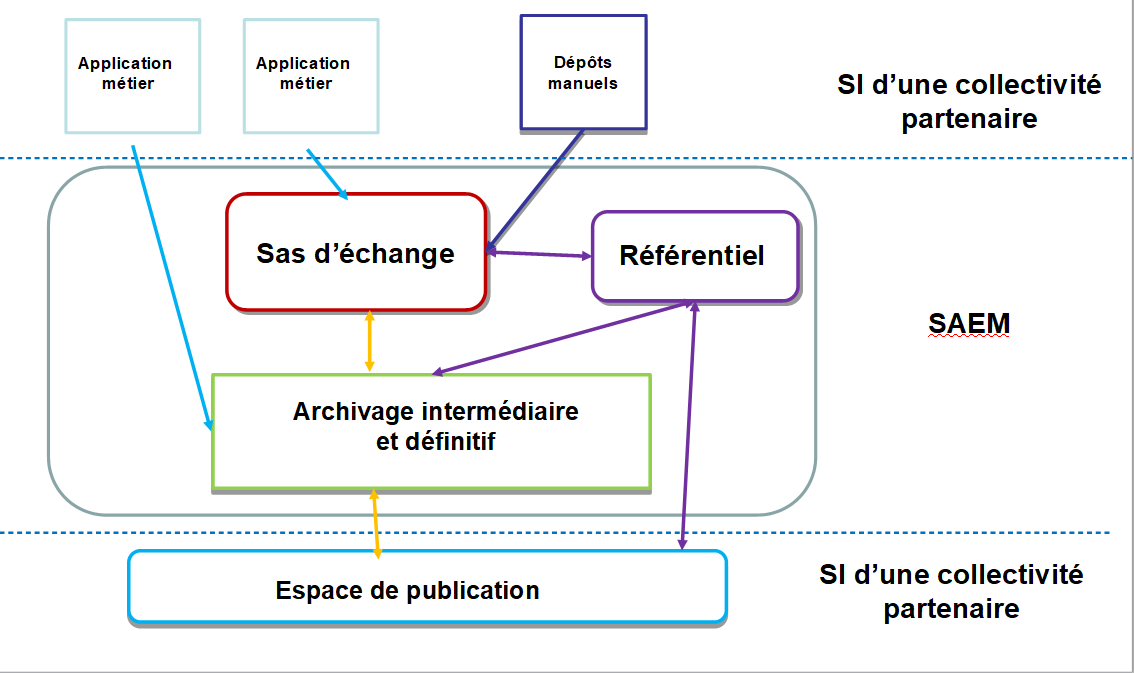 Application
métier
Application
métier
Dépôts
manuels
SI d’une collectivité
partenaire
Sas d’échange
Référentiel
SAEM
Archivage intermédiaire
et définitif
Espace de publication
SI d’une collectivité
partenaire